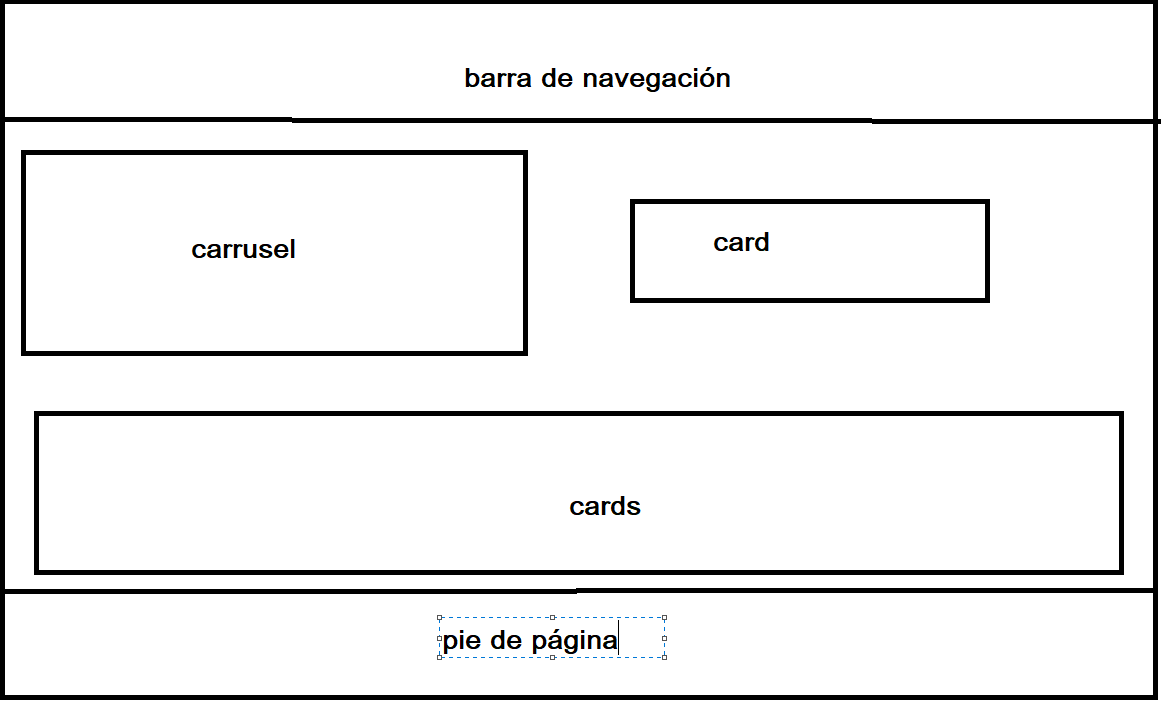 barra de navegación
carrusel
card
cards
pie de página